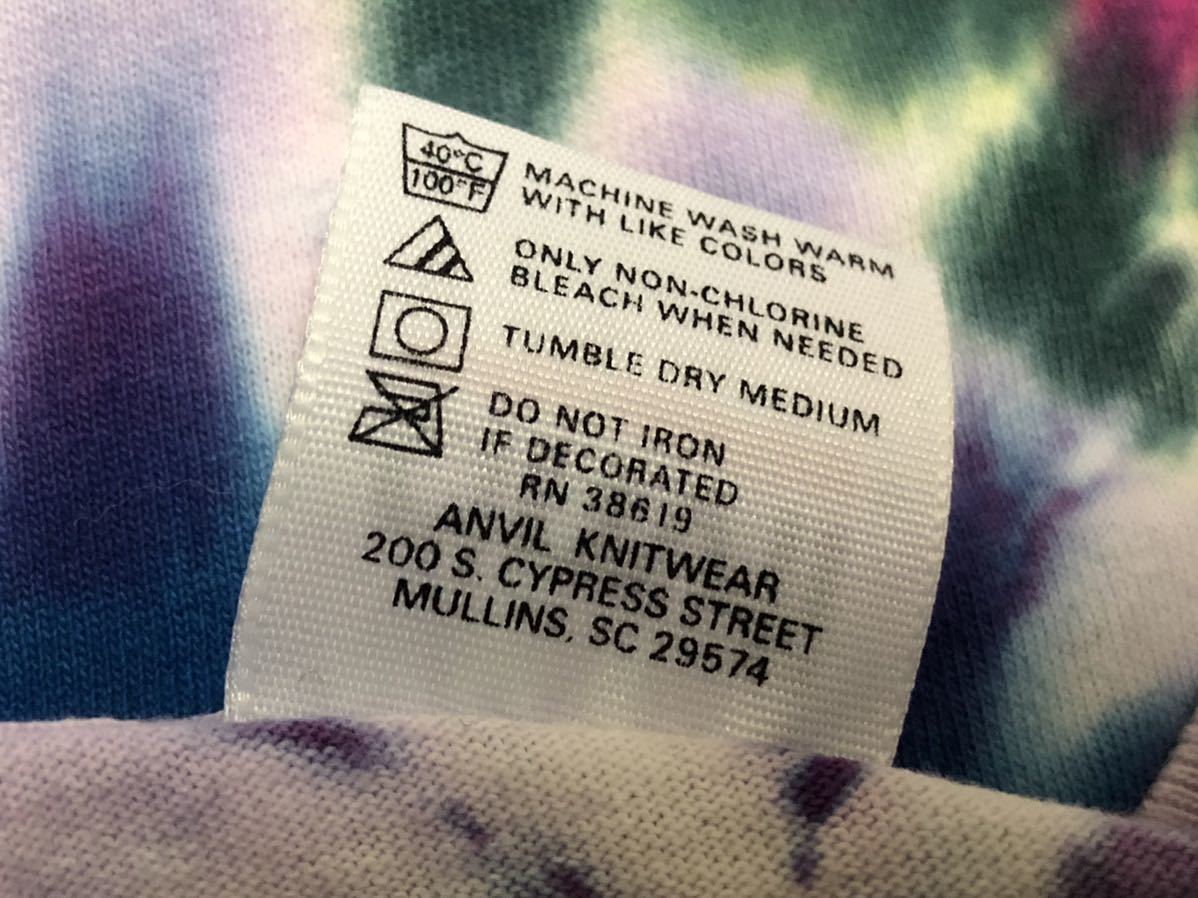 40°C
100°F
MACHINE WASH WARM
WITH LIKE COLORS
ONLY NON-CHLORINE
BLEACH WHEN NEEDED
TUMBLE DRY MEDIUM
DO NOT IRON
IF DECORATED
RN 38619
ANVIL KNITWEAR
200 S. CYPRESS STREET
MULLINS, SC 29574